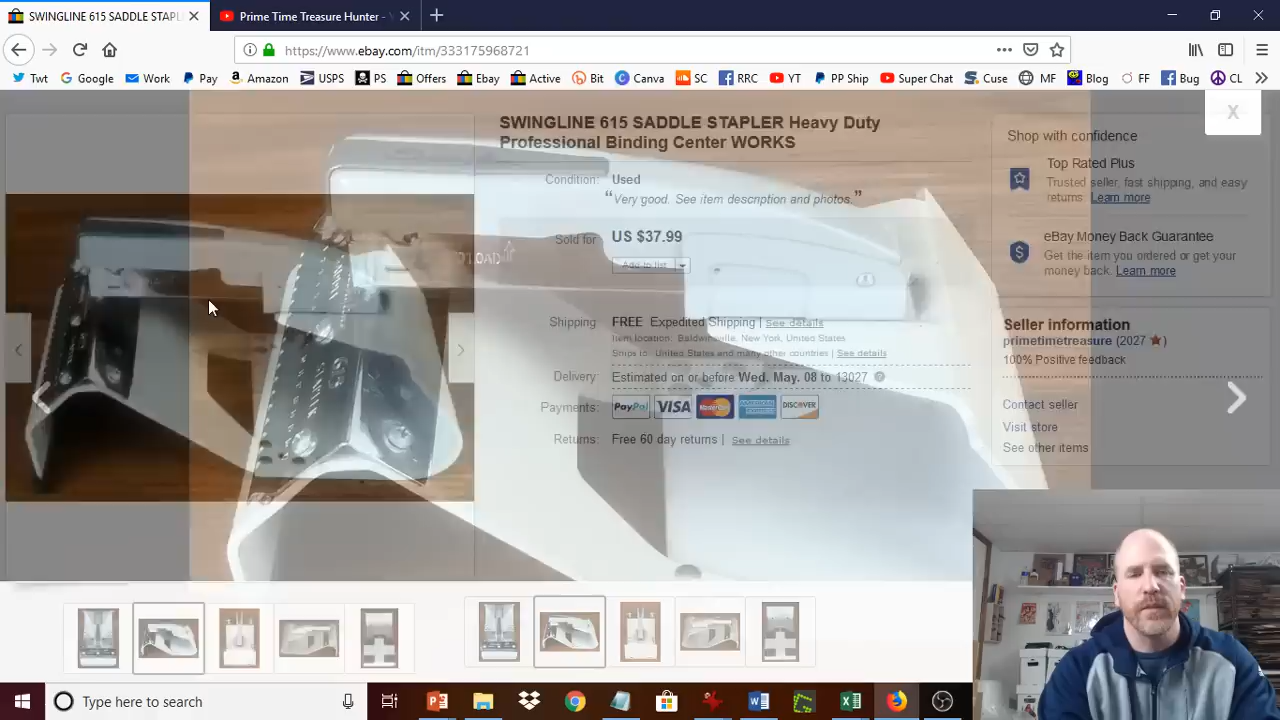 SWINGLINE 615 SADDLE STAPLE
Prime Time Treasure Hunter -
https://www.ebay.com/itm/333175968721
Twt Google Work Pay Amazon USPS PS Offers Ebay Active Bit Canva SC RRC YT PP Ship Super Chat Cuse MF Blog FF Bug CL
X
SWINGLINE 615 SADDLE STAPLER Heavy Duty
Professional Binding Center WORKS
Condition: Used
“Very good. See item description and photos.”
Sold for US $37.99
Add to list
Shipping: FREE Expedited Shipping | See details
Item location: Baldwinsville, New York, United States
Ships to: United States and many other countries | See details
Delivery: Estimated on or before Wed. May. 08 to 13027
Payments: PayPal VISA MasterCard AMERICAN EXPRESS DISCOVER
Returns: Free 60 day returns | See details
Shop with confidence
Top Rated Plus
Trusted seller, fast shipping, and easy
returns. Learn more
eBay Money Back Guarantee
Get the item you ordered or get your
money back. Learn more
Seller information
primetimetreasure (2027 )
100% Positive feedback
Contact seller
Visit store
See other items
Type here to search